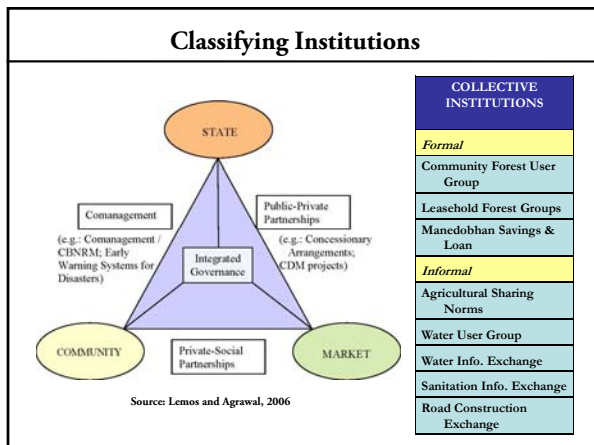 Classifying Institutions
STATE
Comanagement
(e.g.: Comanagement /
CBNRM; Early
Warning Systems for
Disasters)
Public-Private
Partnerships
(e.g.: Concessionary
Arrangements;
CDM projects)
Integrated
Governance
COMMUNITY
Private-Social
Partnerships
MARKET
Source: Lemos and Agrawal, 2006
COLLECTIVE
INSTITUTIONS
Formal
Community Forest User
Group
Leasehold Forest Groups
Manedobhan Savings &
Loan
Informal
Agricultural Sharing
Norms
Water User Group
Water Info. Exchange
Sanitation Info. Exchange
Road Construction
Exchange